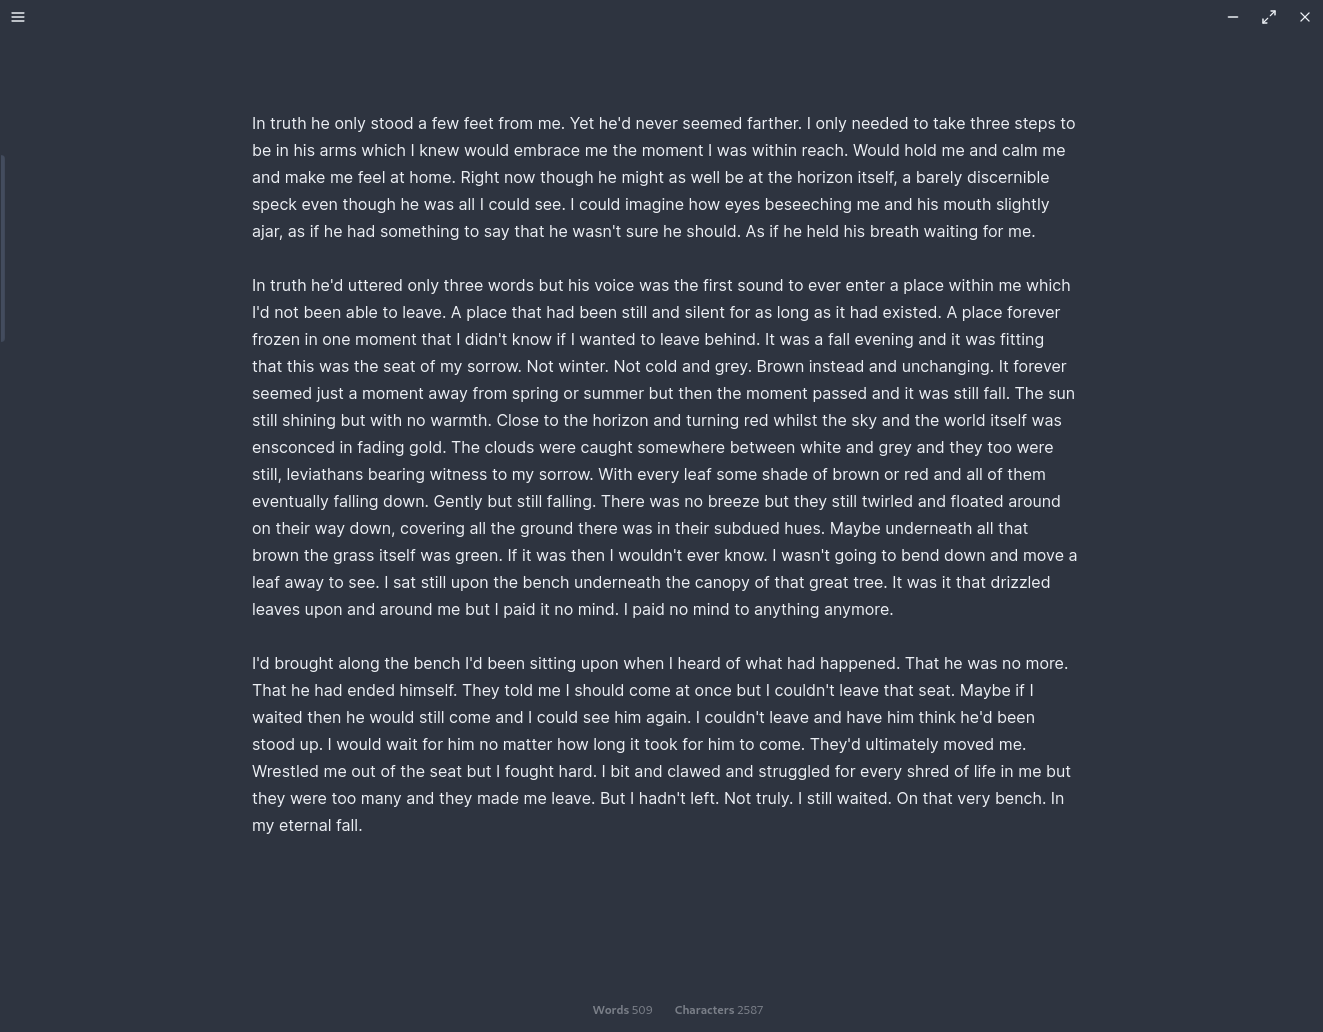 In truth he only stood a few feet from me. Yet he'd never seemed farther. I only needed to take three steps to
be in his arms which I knew would embrace me the moment I was within reach. Would hold me and calm me
and make me feel at home. Right now though he might as well be at the horizon itself, a barely discernible
speck even though he was all I could see. I could imagine how eyes beseeching me and his mouth slightly
ajar, as if he had something to say that he wasn't sure he should. As if he held his breath waiting for me.
In truth he'd uttered only three words but his voice was the first sound to ever enter a place within me which
I'd not been able to leave. A place that had been still and silent for as long as it had existed. A place forever
frozen in one moment that I didn't know if I wanted to leave behind. It was a fall evening and it was fitting
that this was the seat of my sorrow. Not winter. Not cold and grey. Brown instead and unchanging. It forever
seemed just a moment away from spring or summer but then the moment passed and it was still fall. The sun
still shining but with no warmth. Close to the horizon and turning red whilst the sky and the world itself was
ensconced in fading gold. The clouds were caught somewhere between white and grey and they too were
still, leviathans bearing witness to my sorrow. With every leaf some shade of brown or red and all of them
eventually falling down. Gently but still falling. There was no breeze but they still twirled and floated around
on their way down, covering all the ground there was in their subdued hues. Maybe underneath all that
brown the grass itself was green. If it was then I wouldn't ever know. I wasn't going to bend down and move a
leaf away to see. I sat still upon the bench underneath the canopy of that great tree. It was it that drizzled
leaves upon and around me but I paid it no mind. I paid no mind to anything anymore.
I'd brought along the bench I'd been sitting upon when I heard of what had happened. That he was no more.
That he had ended himself. They told me I should come at once but I couldn't leave that seat. Maybe if I
waited then he would still come and I could see him again. I couldn't leave and have him think he'd been
stood up. I would wait for him no matter how long it took for him to come. They'd ultimately moved me.
Wrestled me out of the seat but I fought hard. I bit and clawed and struggled for every shred of life in me but
they were too many and they made me leave. But I hadn't left. Not truly. I still waited. On that very bench. In
my eternal fall.
Words 509 Characters 2587